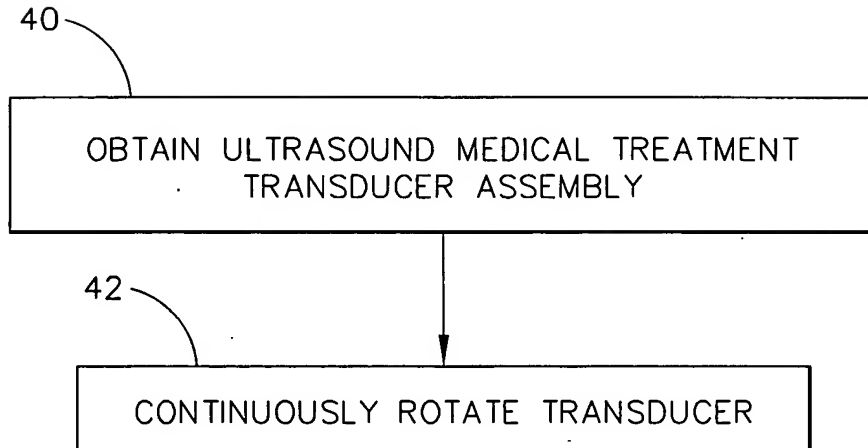 40
OBTAIN ULTRASOUND MEDICAL TREATMENT
TRANSDUCER ASSEMBLY
42
CONTINUOUSLY ROTATE TRANSDUCER